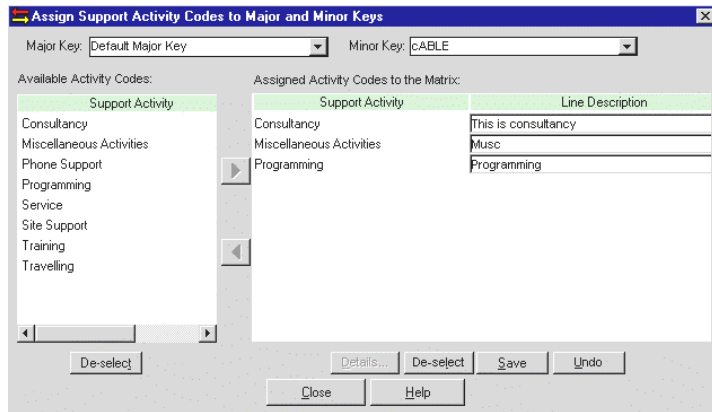 Assign Support Activity Codes to Major and Minor Keys
Major Key: Default Major Key Minor Key: cABLE
Available Activity Codes: Assigned Activity Codes to the Matrix:
Support Activity Support Activity Line Description
Consultancy Consultancy This is consultancy
Miscellaneous Activities Miscellaneous Activities Musc
Phone Support Programming Programming
Programming
Service
Site Support
Training
Travelling
De-select Details... De-select Save Undo
Close Help